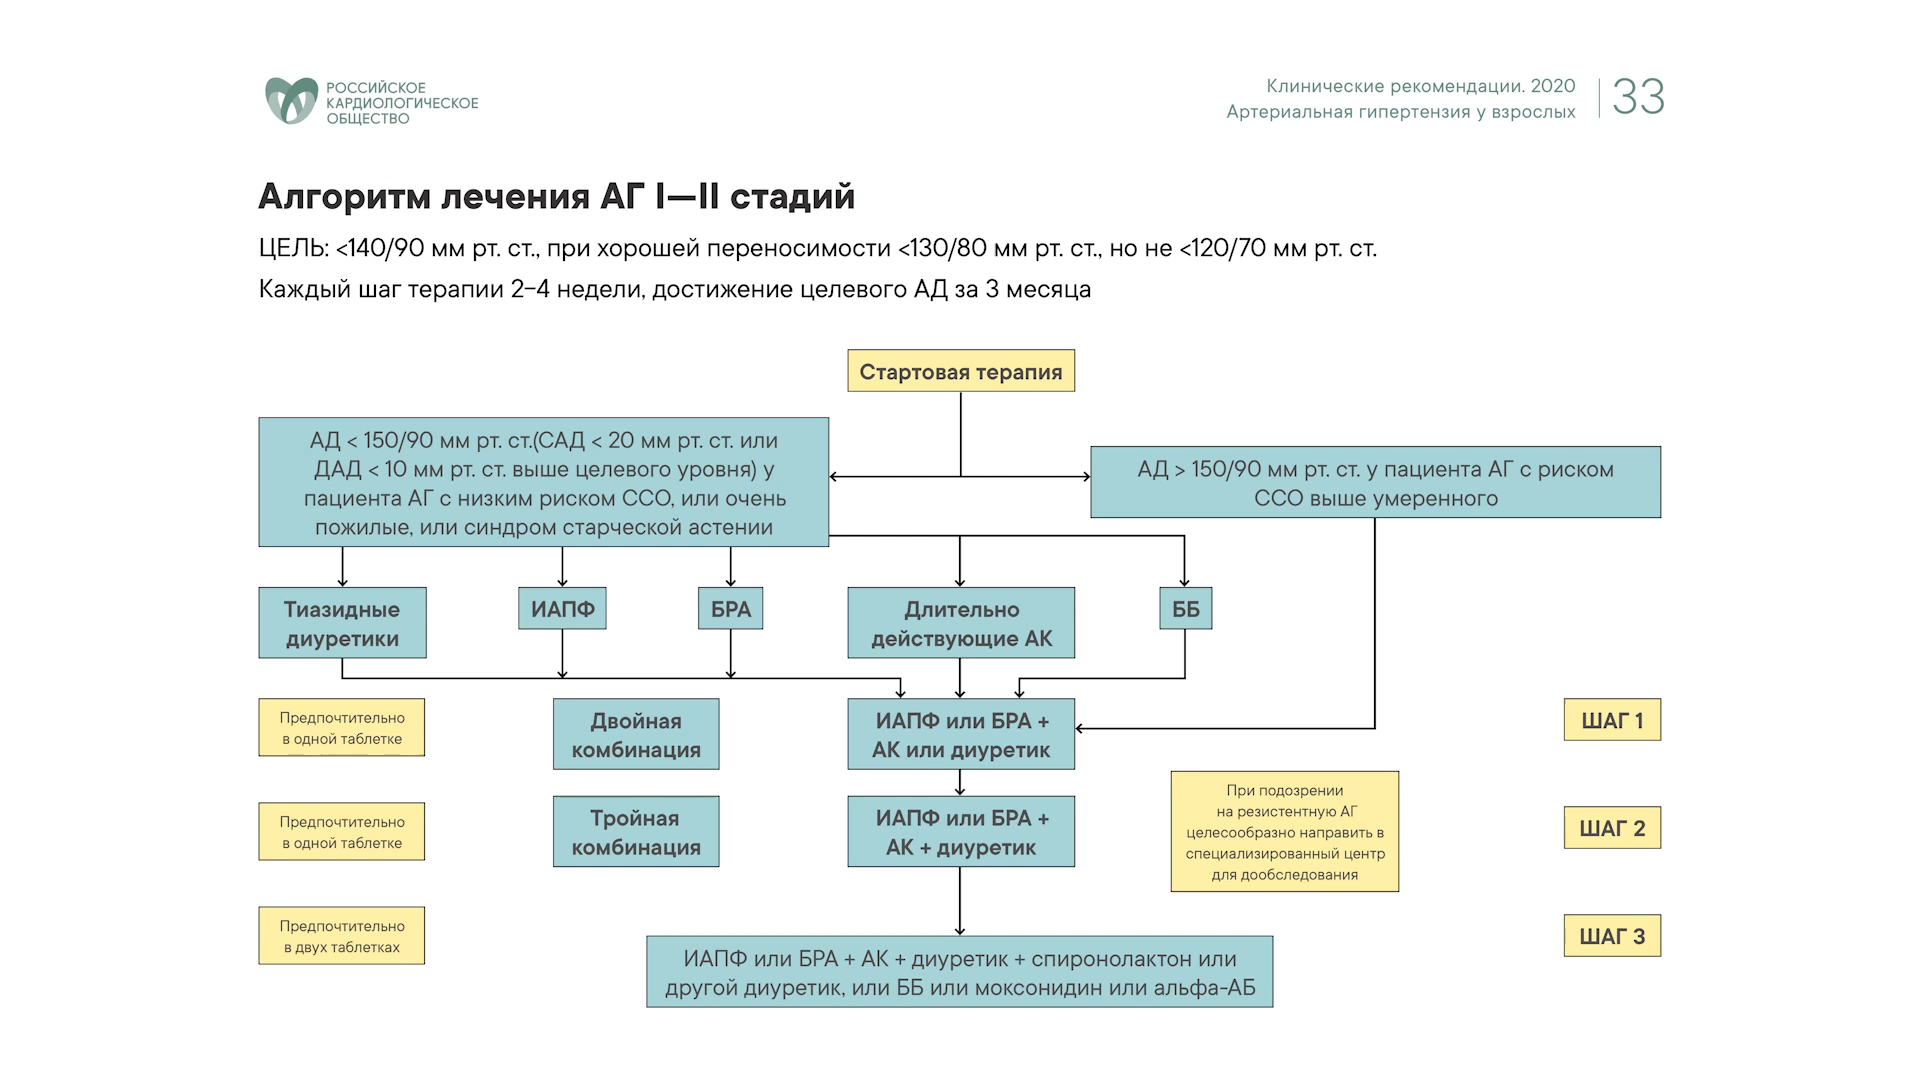 РОССИЙСКОЕ
КАРДИОЛОГИЧЕСКОЕ
ОБЩЕСТВО
Клинические рекомендации. 2020
Артериальная гипертензия у взрослых
33
Алгоритм лечения АГ I—II стадий
ЦЕЛЬ: <140/90 мм рт. ст., при хорошей переносимости <130/80 мм рт. ст., но не <120/70 мм рт. ст.
Каждый шаг терапии 2–4 недели, достижение целевого АД за 3 месяца
Стартовая терапия
АД < 150/90 мм рт. ст.(САД < 20 мм рт. ст. или
ДАД < 10 мм рт. ст. выше целевого уровня) у
пациента АГ с низким риском ССО, или очень
пожилые, или синдром старческой астении
АД > 150/90 мм рт. ст. у пациента АГ с риском
ССО выше умеренного
Тиазидные
диуретики
ИАПФ
БРА
Длительно
действующие АК
ББ
Предпочтительно
в одной таблетке
Двойная
комбинация
ИАПФ или БРА +
АК или диуретик
ШАГ 1
Предпочтительно
в одной таблетке
Тройная
комбинация
ИАПФ или БРА +
АК + диуретик
При подозрении
на резистентную АГ
целесообразно направить в
специализированный центр
для дообследования
ШАГ 2
Предпочтительно
в двух таблетках
ИАПФ или БРА + АК + диуретик + спиронолактон или
другой диуретик, или ББ или моксонидин или альфа-АБ
ШАГ 3